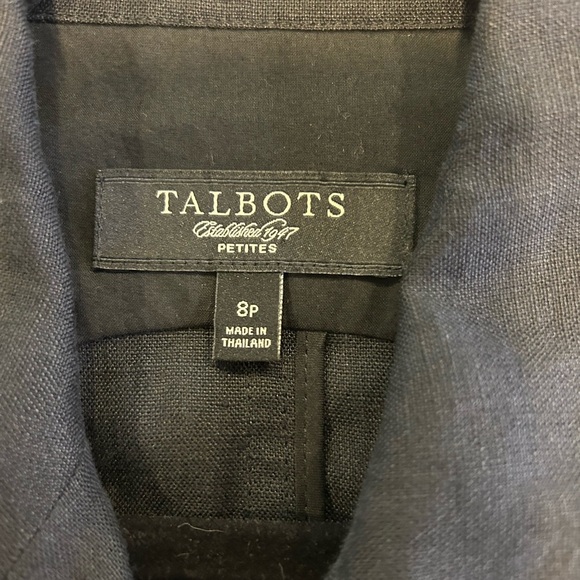 TALBOTS
Established 1947
PETITES
8P
MADE IN
THAILAND